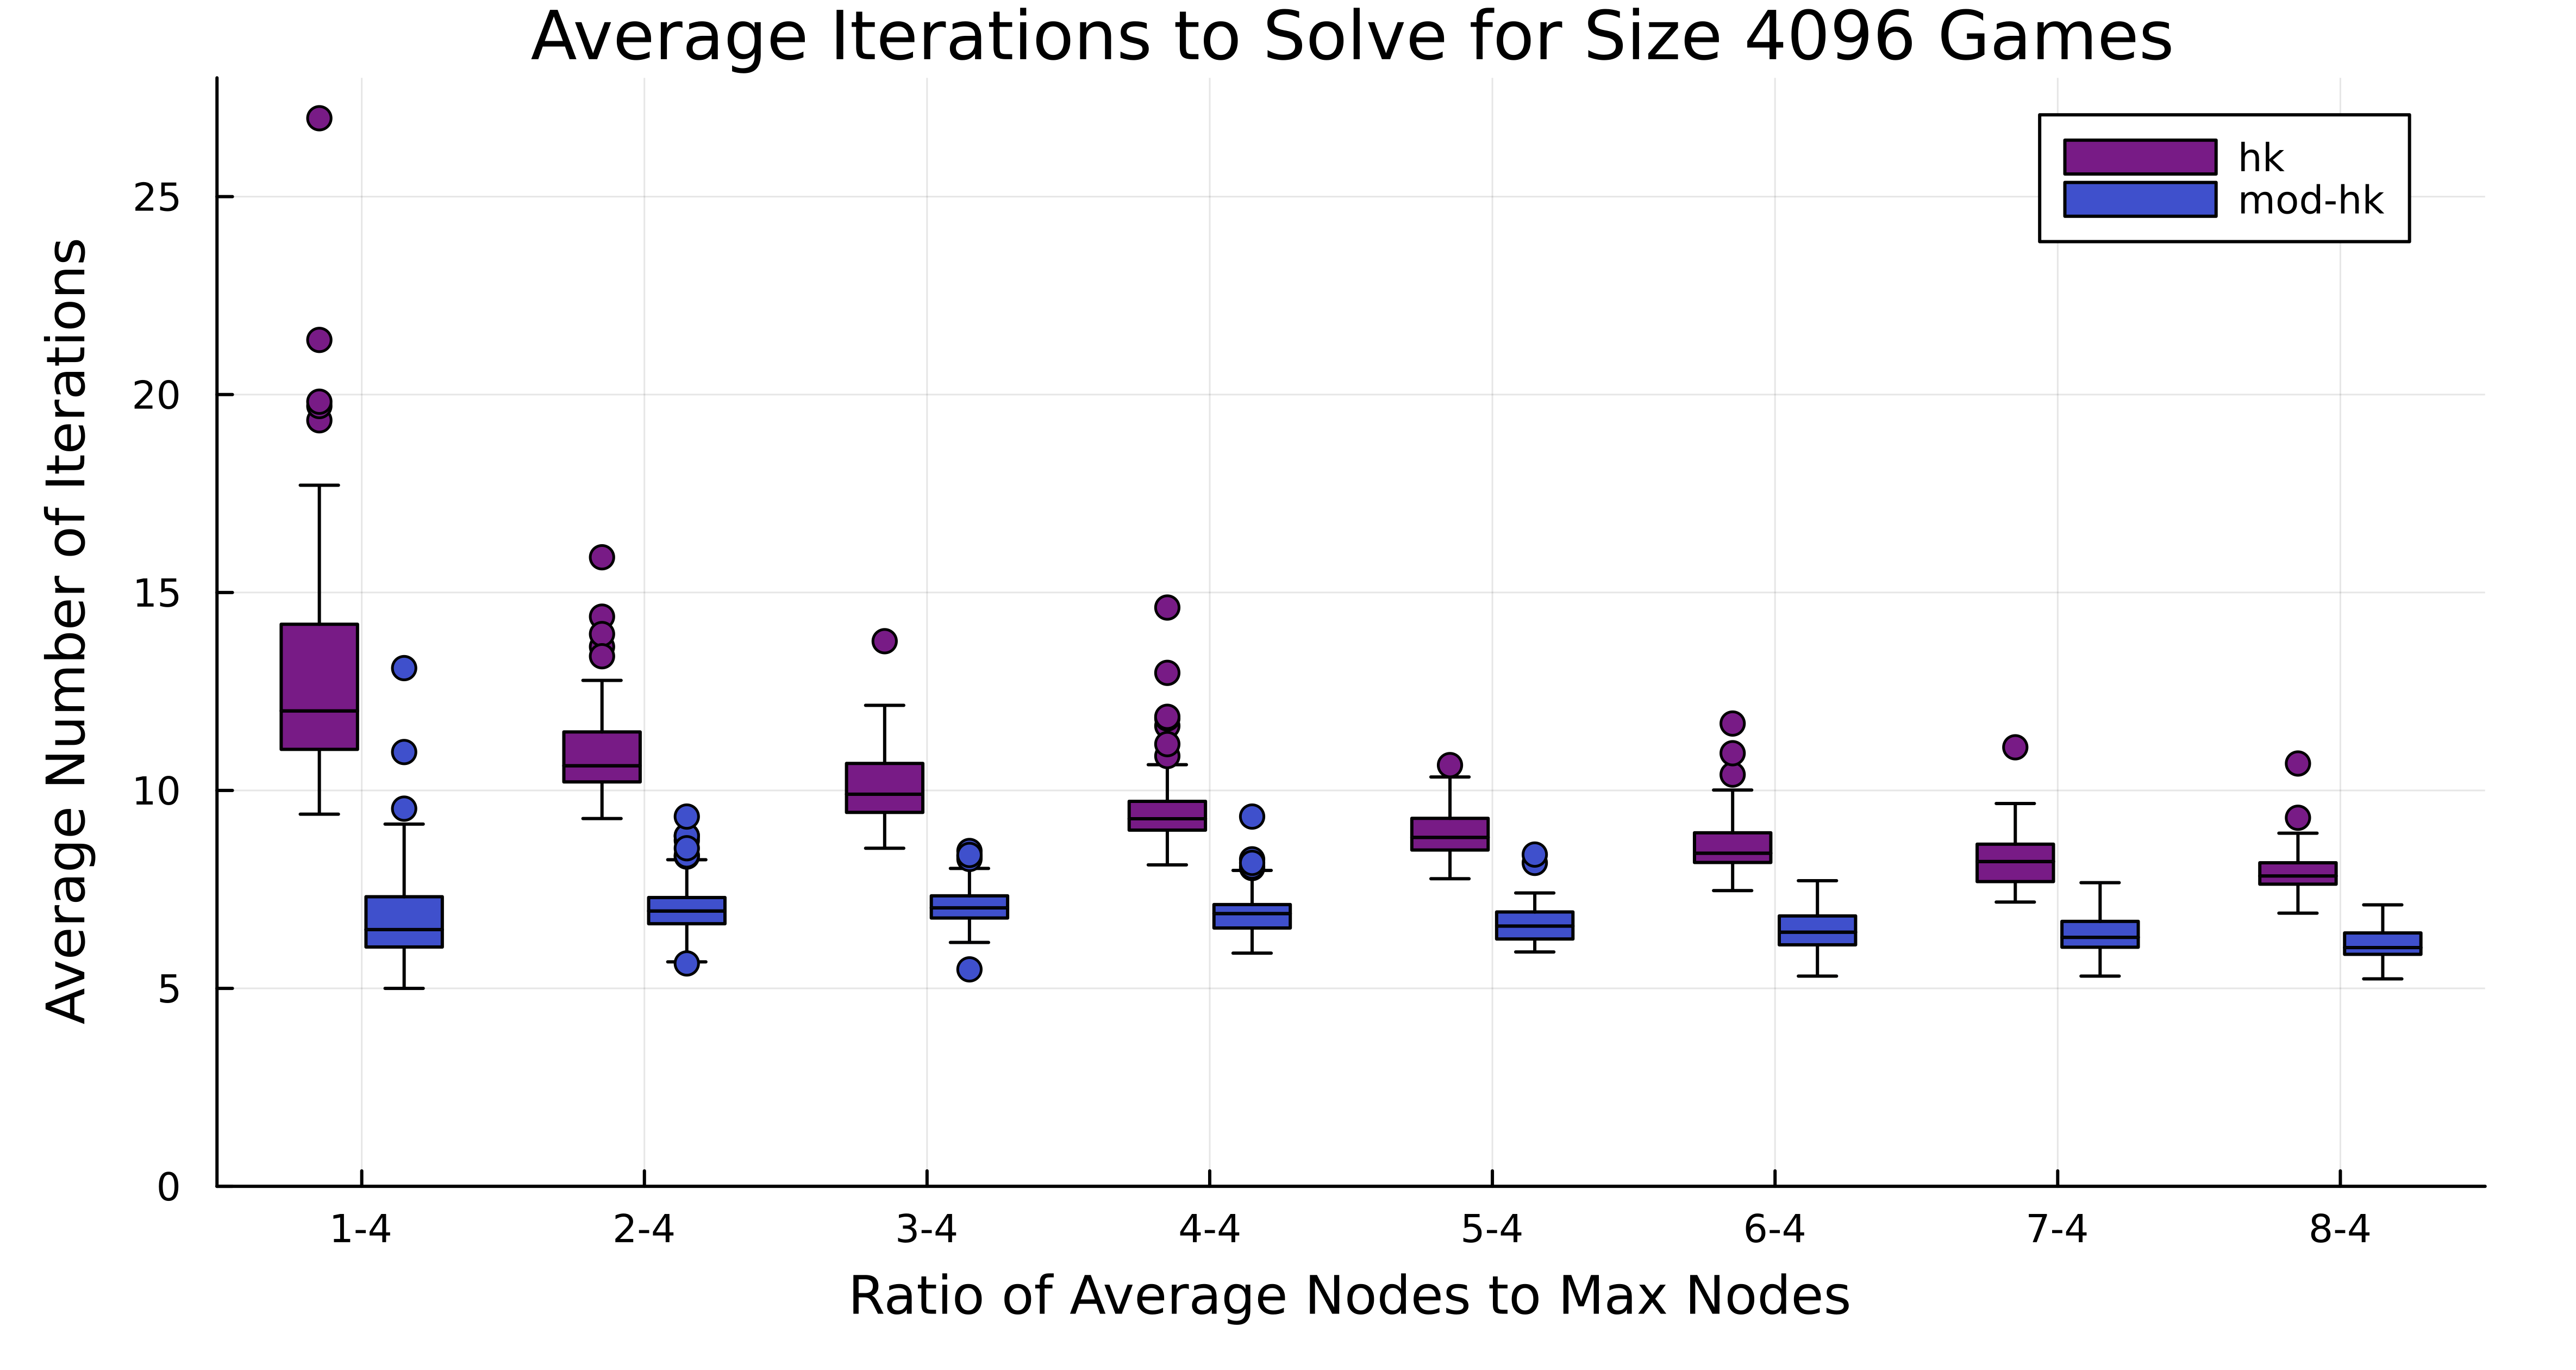 Average Iterations to Solve for Size 4096 Games
hk
mod-hk
Average Number of Iterations
25
20
15
10
5
0
1-4 2-4 3-4 4-4 5-4 6-4 7-4 8-4
Ratio of Average Nodes to Max Nodes